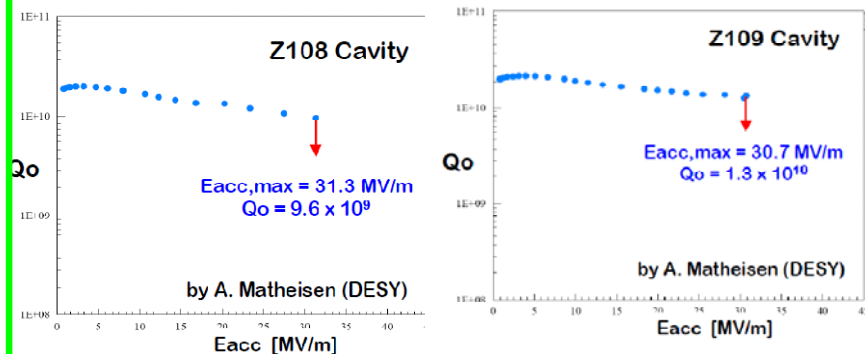 1E+11
Z108 Cavity
1E+10
Qo
Eacc,max = 31.3 MV/m
Qo = 9.6 x 10⁹
1E+09
by A. Matheisen (DESY)
1E+08
0 5 10 15 20 25 30 35 40
Eacc [MV/m]
1E+11
Z109 Cavity
1E+10
Qo
Eacc,max = 30.7 MV/m
Qo = 1.3 x 10¹⁰
1E+09
by A. Matheisen (DESY)
1E+08
0 5 10 15 20 25 30 35 40 45
Eacc [MV/m]